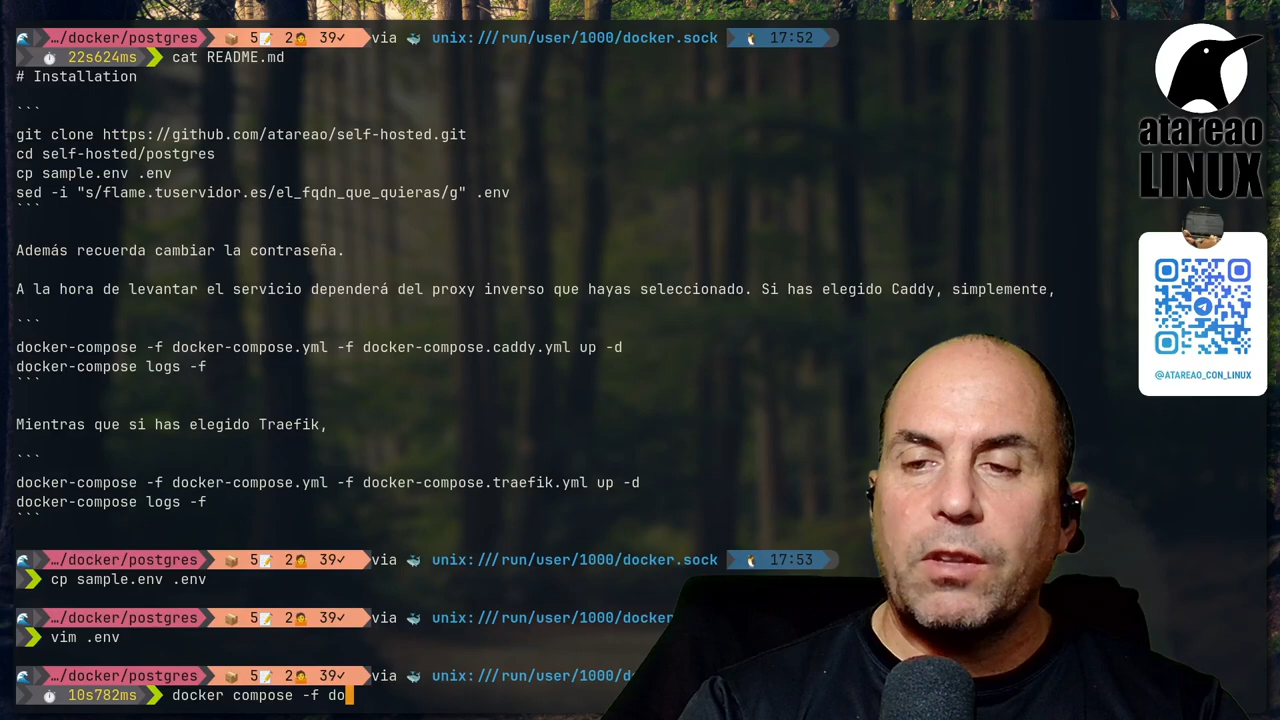 …/docker/postgres 5 2 39✓ via unix:///run/user/1000/docker.sock 17:52
22s624ms cat README.md
# Installation
```
git clone https://github.com/atareao/self-hosted.git
cd self-hosted/postgres
cp sample.env .env
sed -i "s/flame.tuservidor.es/el_fqdn_que_quieras/g" .env
```
Además recuerda cambiar la contraseña.
A la hora de levantar el servicio dependerá del proxy inverso que hayas seleccionado. Si has elegido Caddy, simplemente,
```
docker-compose -f docker-compose.yml -f docker-compose.caddy.yml up -d
docker-compose logs -f
```
Mientras que si has elegido Traefik,
```
docker-compose -f docker-compose.yml -f docker-compose.traefik.yml up -d
docker-compose logs -f
```
…/docker/postgres 5 2 39✓ via unix:///run/user/1000/docker.sock 17:53
cp sample.env .env
…/docker/postgres 5 2 39✓ via unix:///run/user/1000/docker
vim .env
…/docker/postgres 5 2 39✓ via unix:///run/user/1000/d
10s782ms docker compose -f do
atareao
LINUX
@ATAREAO_CON_LINUX